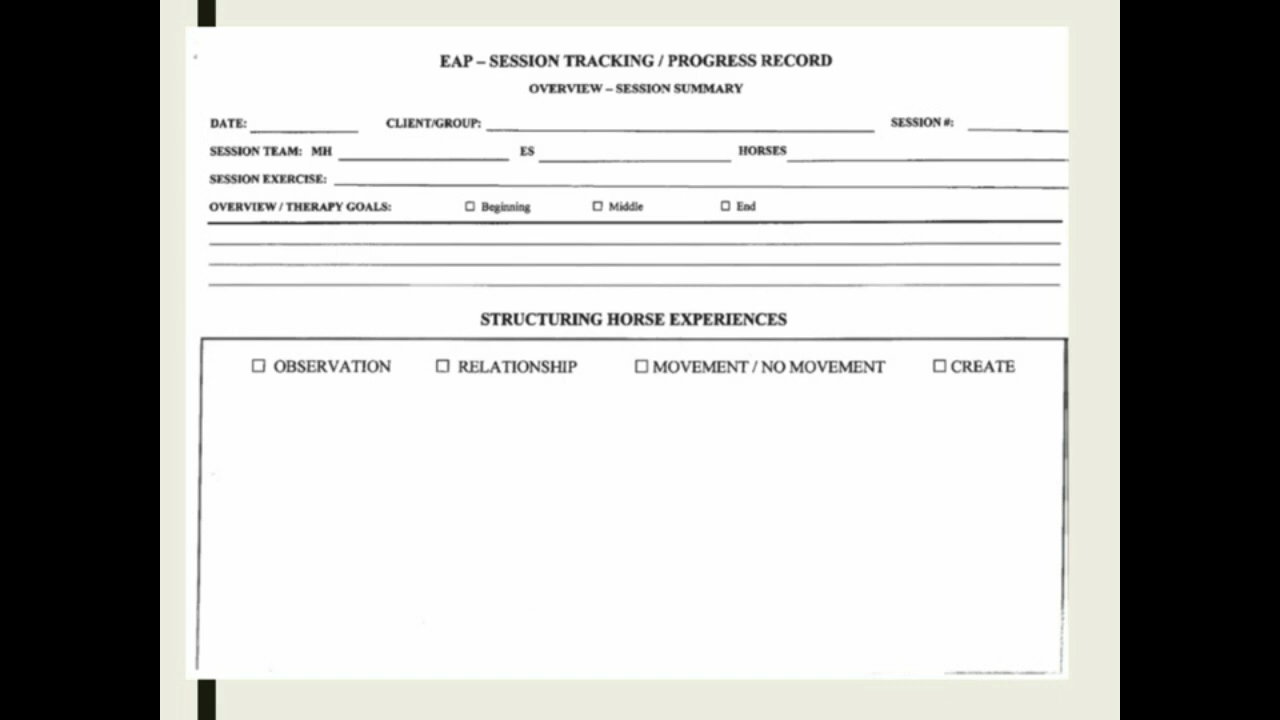 EAP – SESSION TRACKING / PROGRESS RECORD
OVERVIEW – SESSION SUMMARY
DATE: CLIENT/GROUP: SESSION #:
SESSION TEAM: MH ES HORSES
SESSION EXERCISE:
OVERVIEW / THERAPY GOALS: Beginning Middle End
STRUCTURING HORSE EXPERIENCES
OBSERVATION RELATIONSHIP MOVEMENT / NO MOVEMENT CREATE